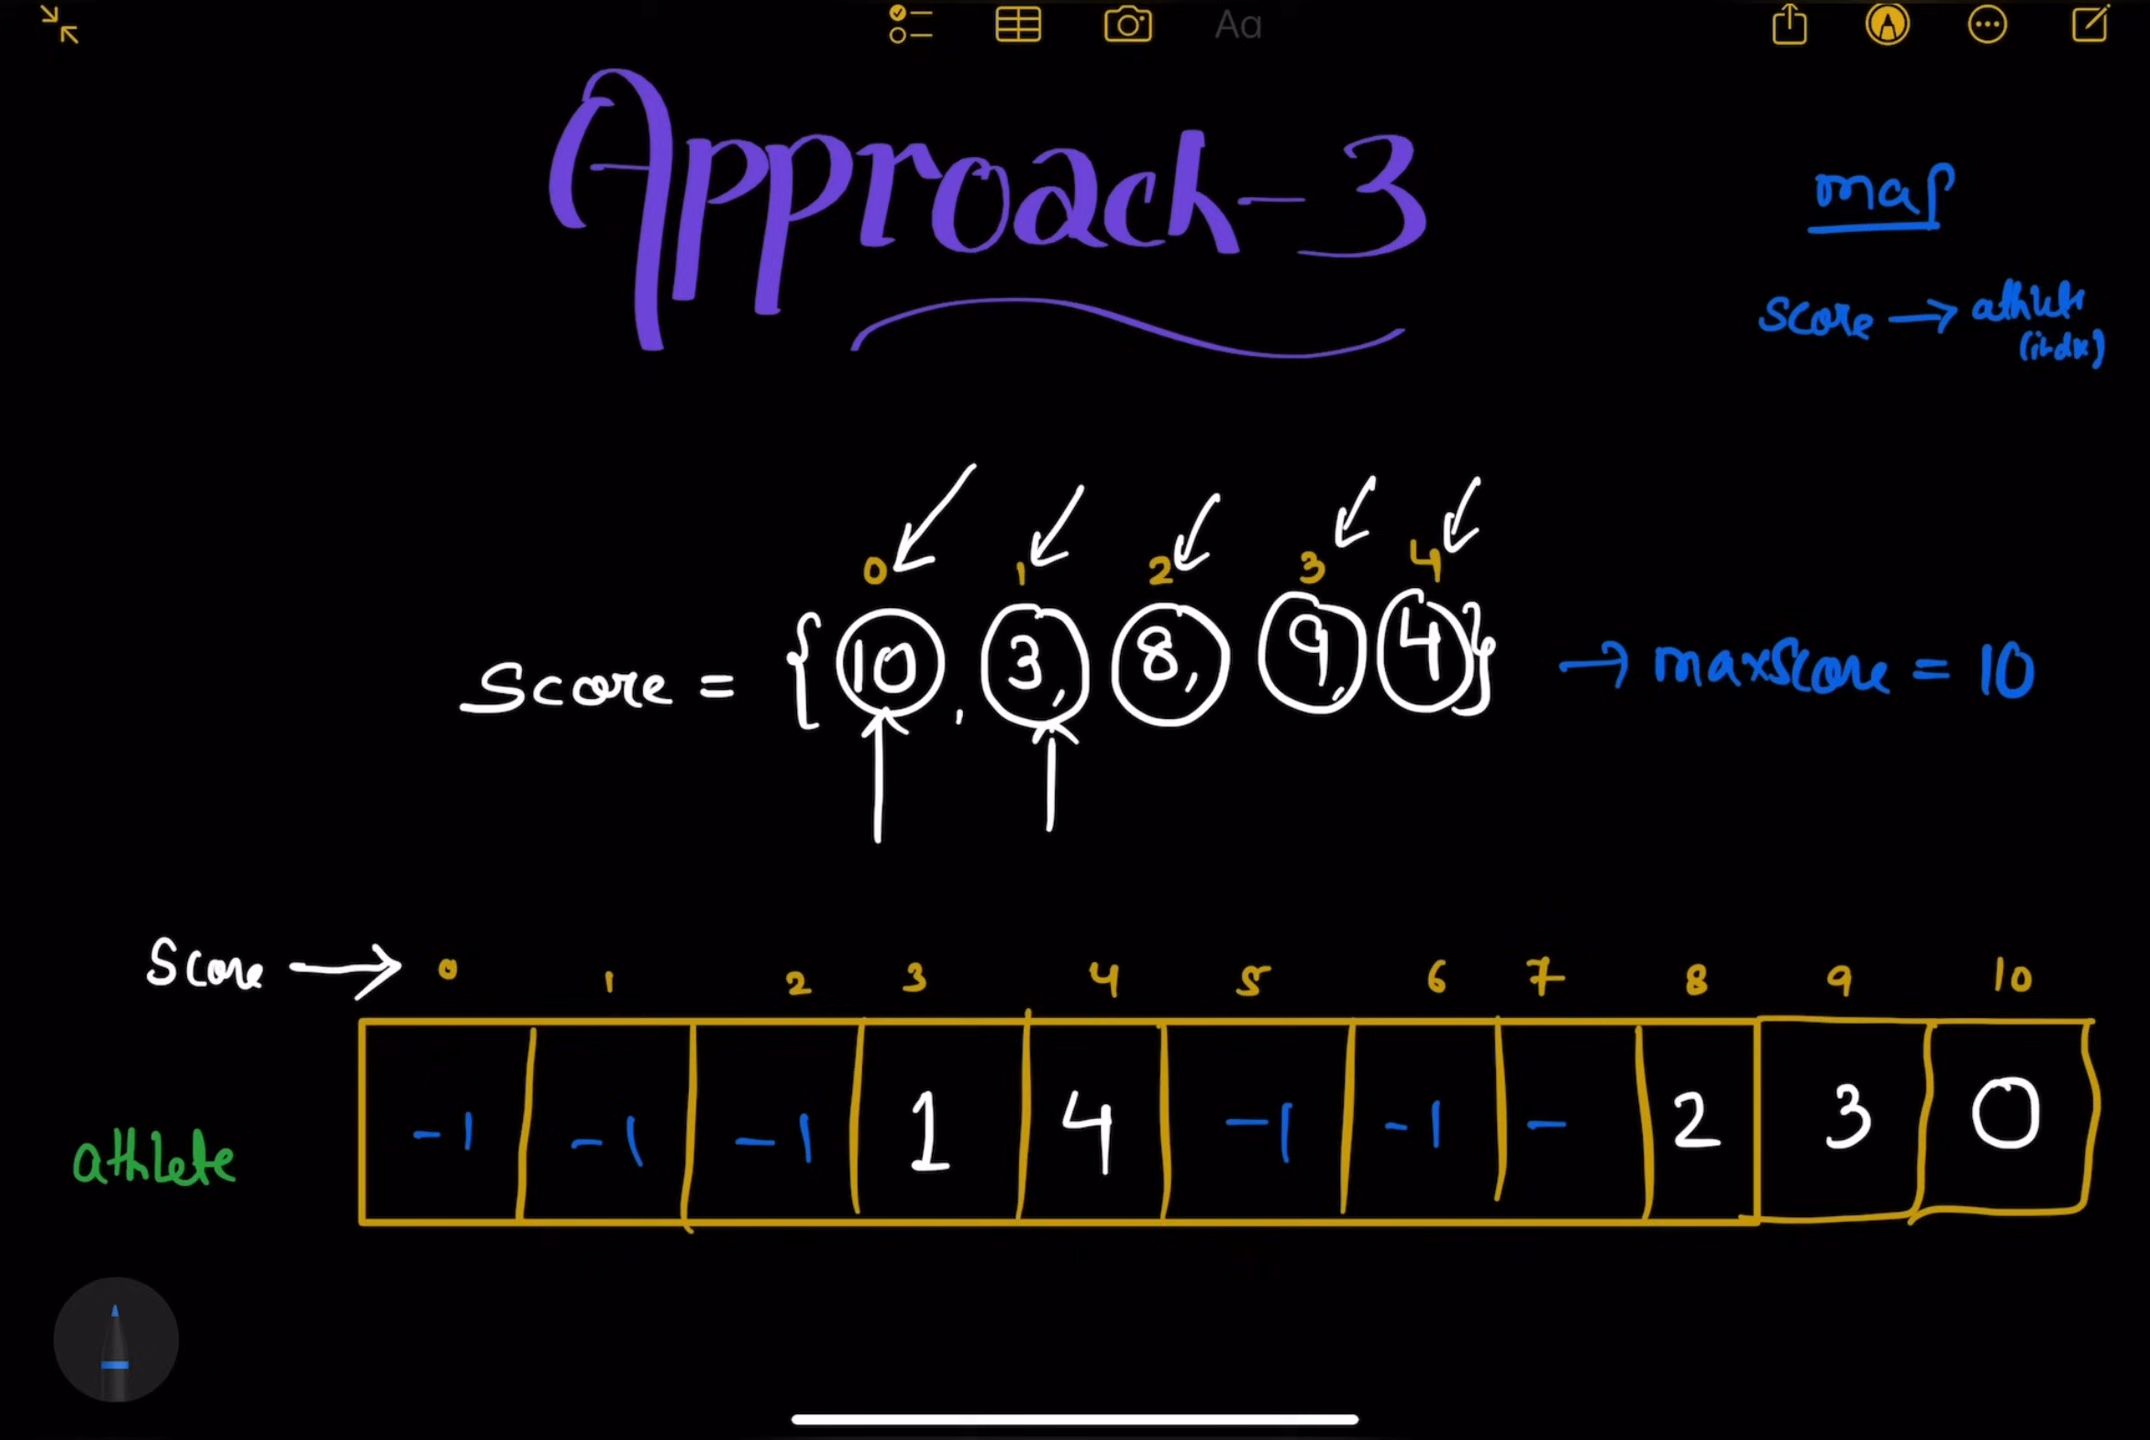 Aa
Approach-3
map
Score → athlete
(indx)
0 1 2 3 4
Score = {10, 3, 8, 9, 4} → maxScore = 10
Score → 0 1 2 3 4 5 6 7 8 9 10
athlete -1 -1 -1 1 4 -1 -1 - 2 3 0